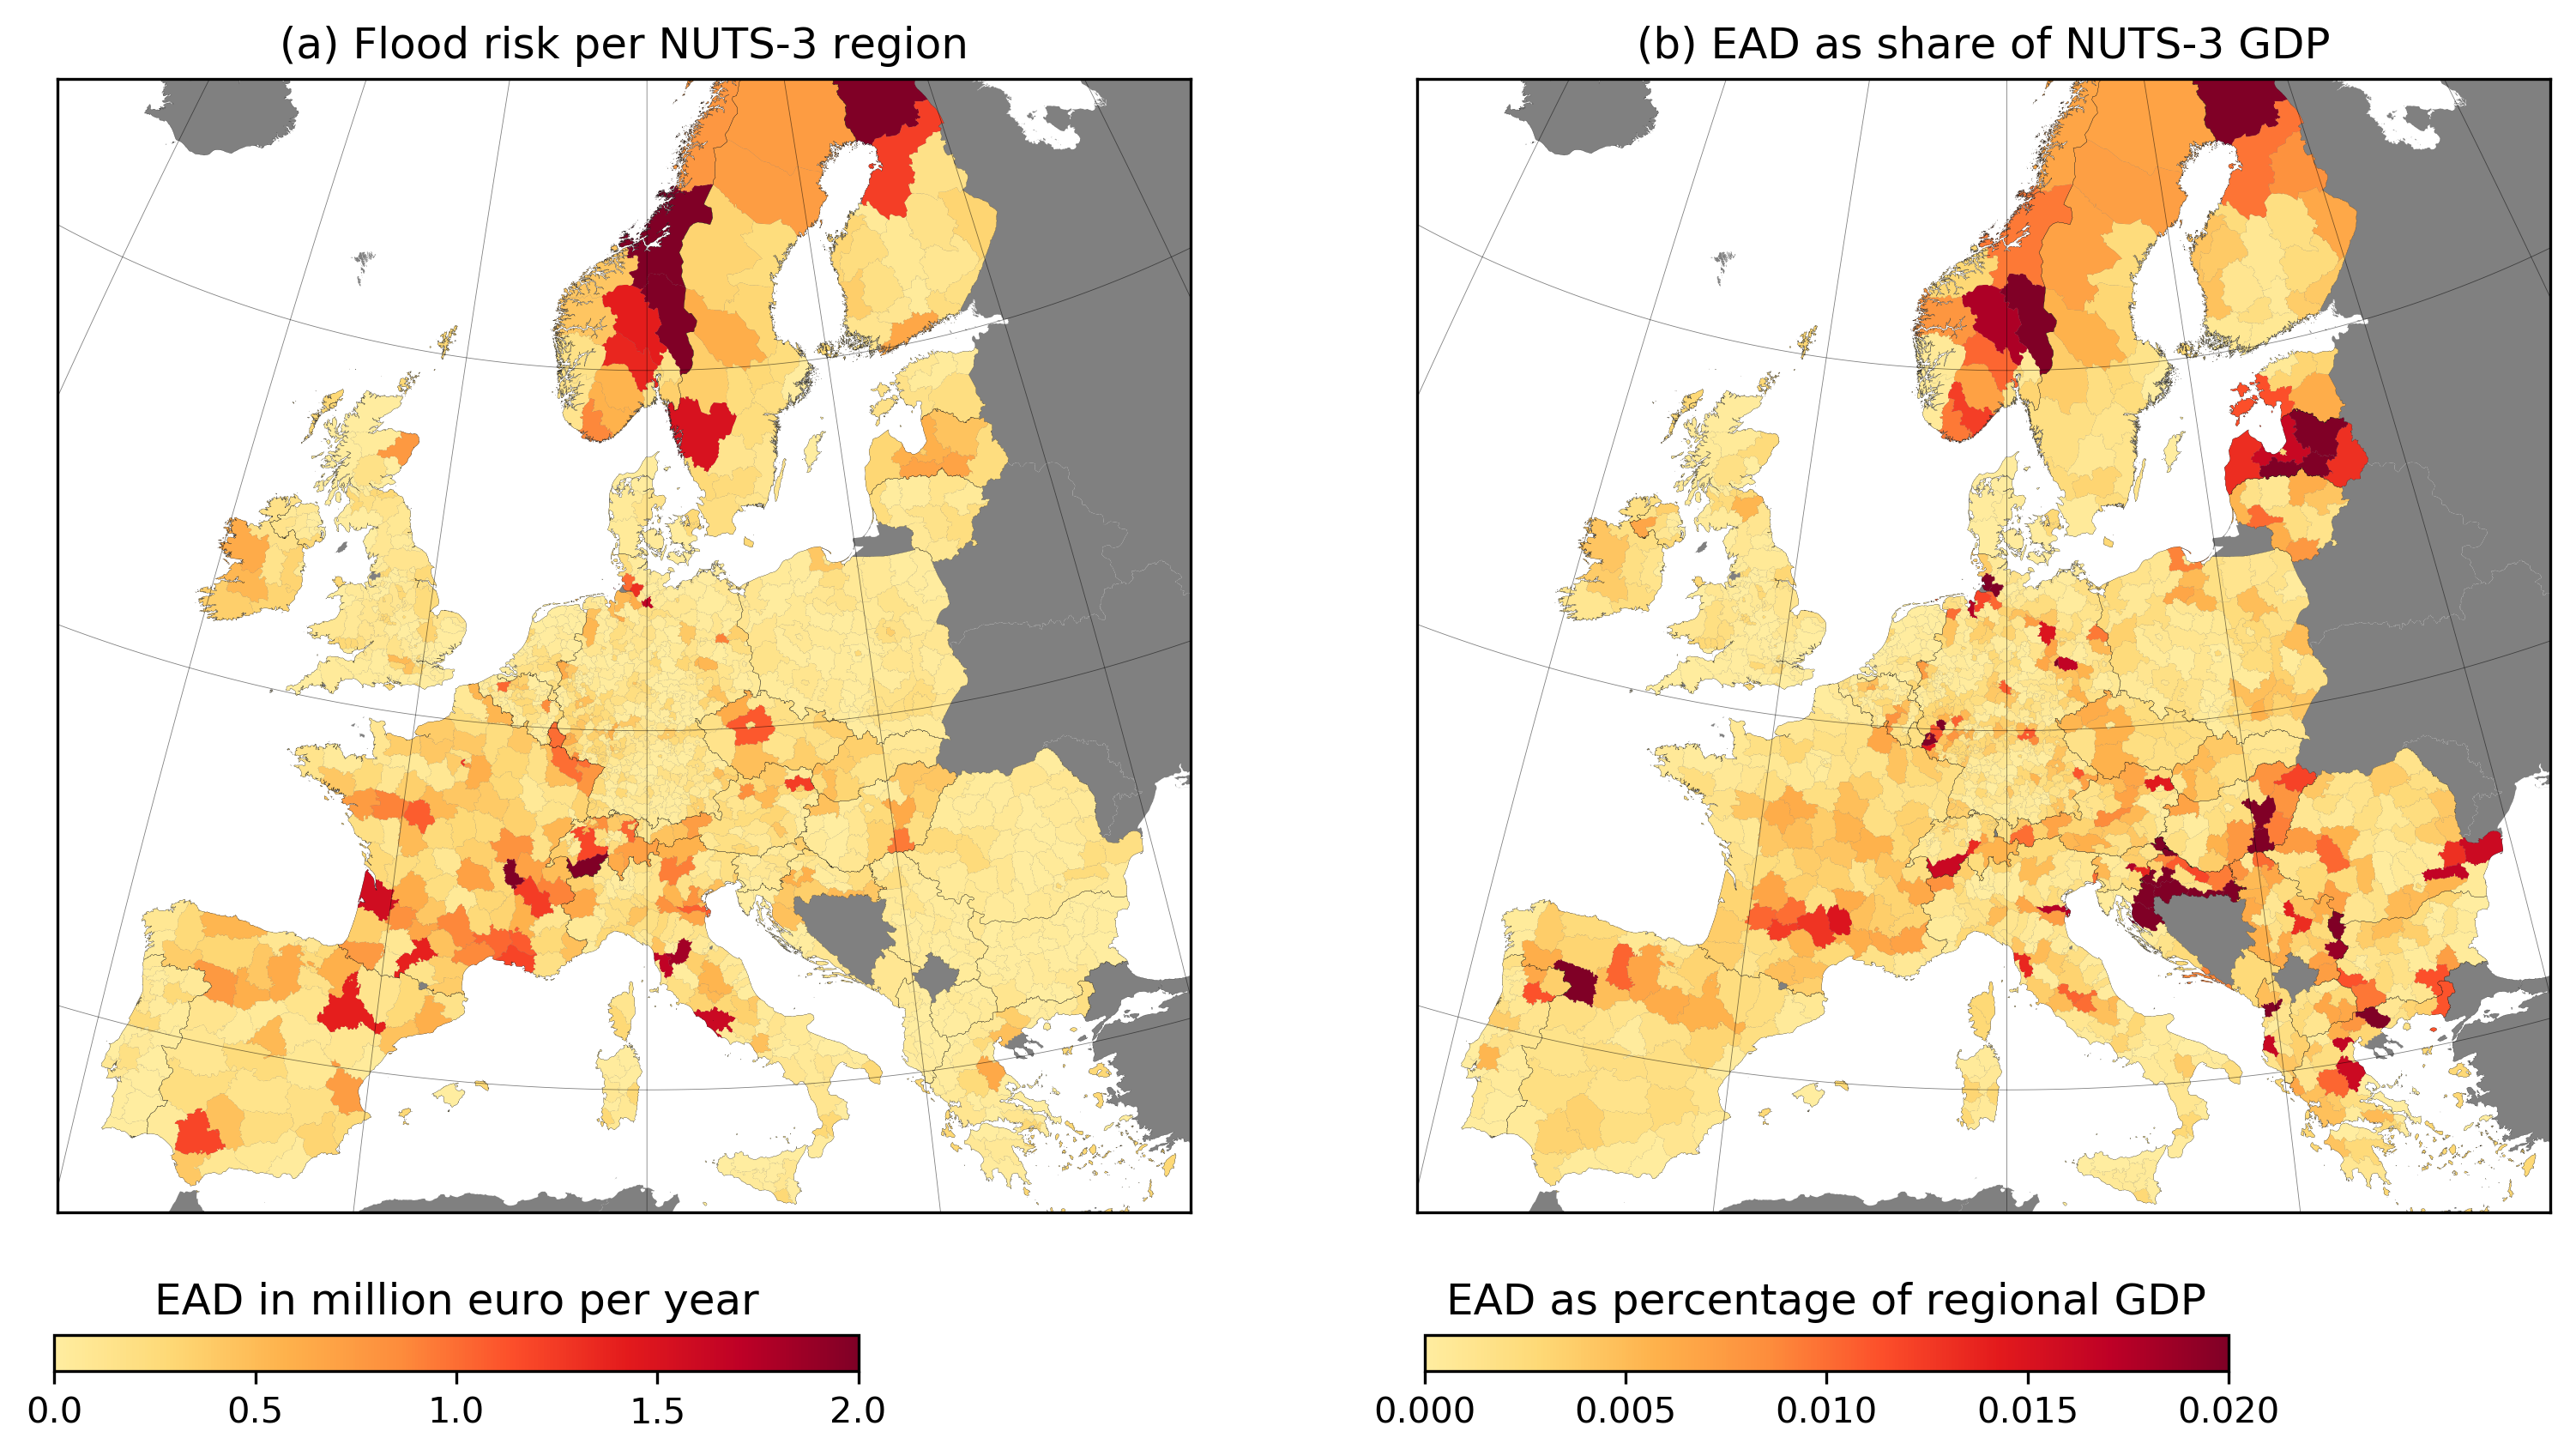 (a) Flood risk per NUTS-3 region
(b) EAD as share of NUTS-3 GDP
EAD in million euro per year
0.0 0.5 1.0 1.5 2.0
EAD as percentage of regional GDP
0.000 0.005 0.010 0.015 0.020